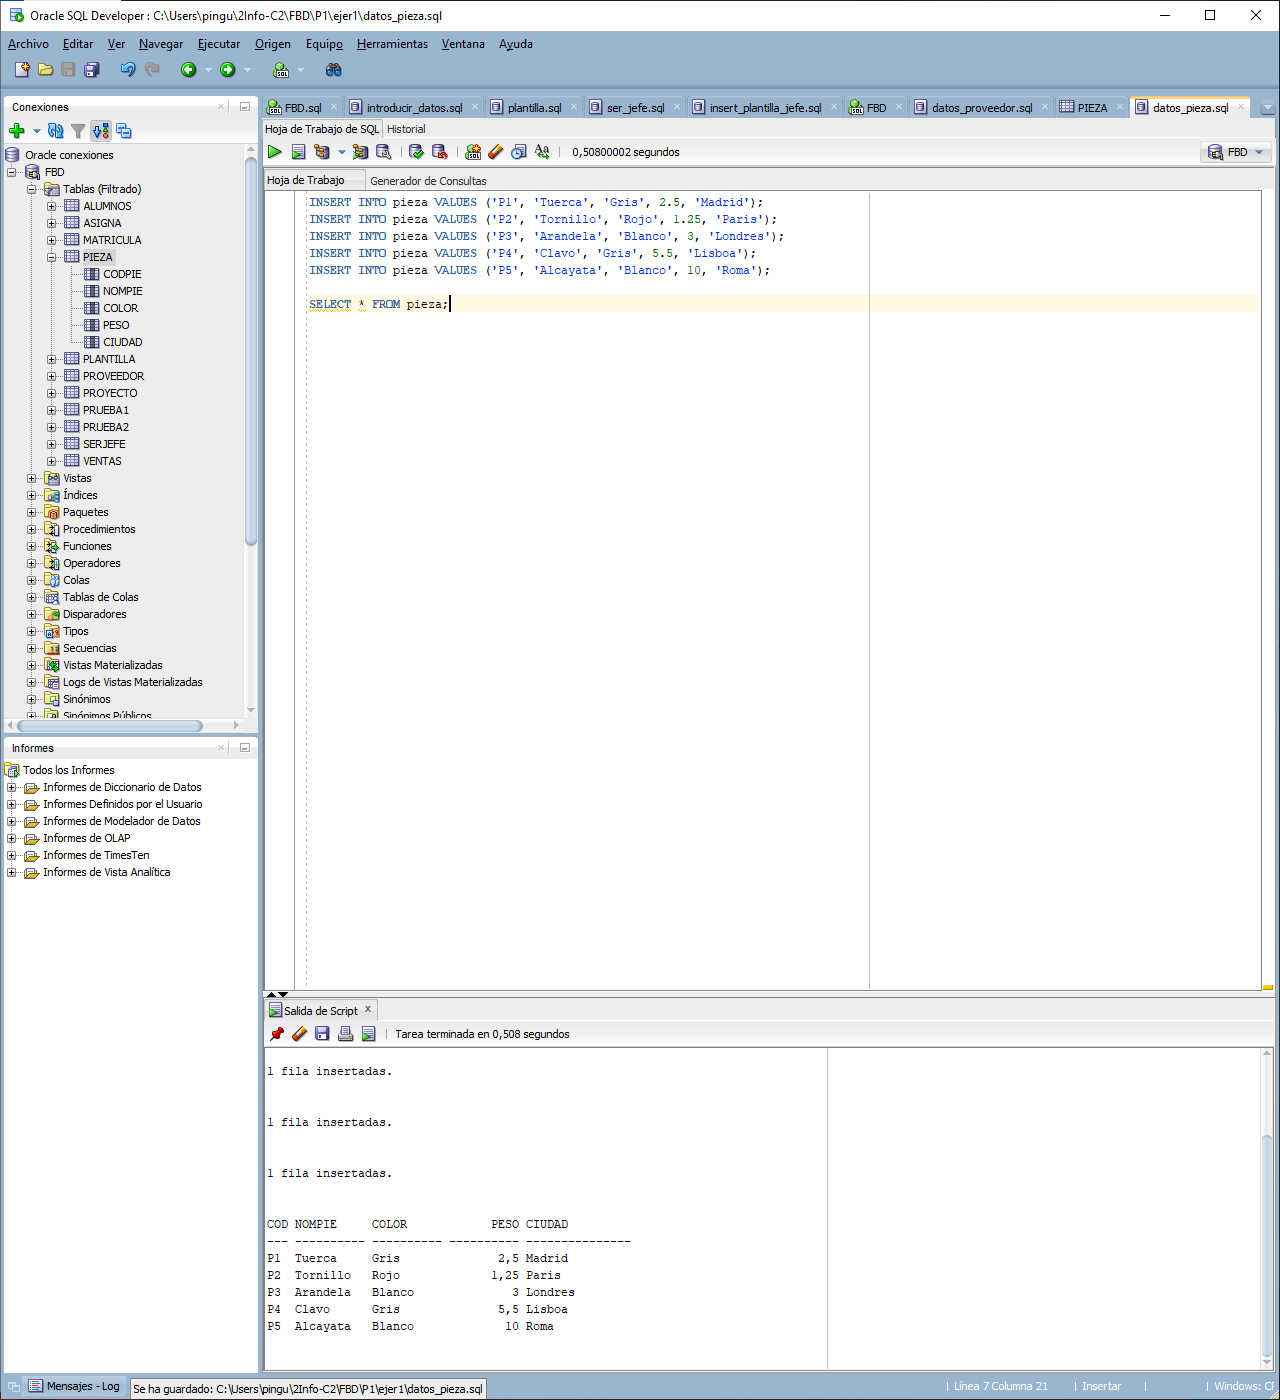 Oracle SQL Developer : C:\Users\pingu\2Info-C2\FBD\P1\ejer1\datos_pieza.sql
Archivo Editar Ver Navegar Ejecutar Origen Equipo Herramientas Ventana Ayuda
Conexiones
Oracle conexiones
FBD
Tablas (Filtrado)
ALUMNOS
ASIGNA
MATRICULA
PIEZA
CODPIE
NOMPIE
COLOR
PESO
CIUDAD
PLANTILLA
PROVEEDOR
PROYECTO
PRUEBA1
PRUEBA2
SERJEFE
VENTAS
Vistas
Índices
Paquetes
Procedimientos
Funciones
Operadores
Colas
Tablas de Colas
Disparadores
Tipos
Secuencias
Vistas Materializadas
Logs de Vistas Materializadas
Sinónimos
Sinónimos Públicos
Informes
Todos los Informes
Informes de Diccionario de Datos
Informes Definidos por el Usuario
Informes de Modelador de Datos
Informes de OLAP
Informes de TimesTen
Informes de Vista Analítica
FBD.sql introducir_datos.sql plantilla.sql ser_jefe.sql insert_plantilla_jefe.sql FBD datos_proveedor.sql PIEZA datos_pieza.sql
Hoja de Trabajo de SQL Historial
0,50800002 segundos
FBD
Hoja de Trabajo Generador de Consultas
INSERT INTO pieza VALUES ('P1', 'Tuerca', 'Gris', 2.5, 'Madrid');
INSERT INTO pieza VALUES ('P2', 'Tornillo', 'Rojo', 1.25, 'Paris');
INSERT INTO pieza VALUES ('P3', 'Arandela', 'Blanco', 3, 'Londres');
INSERT INTO pieza VALUES ('P4', 'Clavo', 'Gris', 5.5, 'Lisboa');
INSERT INTO pieza VALUES ('P5', 'Alcayata', 'Blanco', 10, 'Roma');
SELECT * FROM pieza;
Salida de Script
Tarea terminada en 0,508 segundos
1 fila insertadas.
1 fila insertadas.
1 fila insertadas.
COD NOMPIE     COLOR            PESO CIUDAD
--- ---------- ---------- ---------- ---------------
P1  Tuerca     Gris              2,5 Madrid
P2  Tornillo   Rojo             1,25 Paris
P3  Arandela   Blanco              3 Londres
P4  Clavo      Gris              5,5 Lisboa
P5  Alcayata   Blanco             10 Roma
Mensajes - Log
Se ha guardado: C:\Users\pingu\2Info-C2\FBD\P1\ejer1\datos_pieza.sql
Línea 7 Columna 21 Insertar Windows: